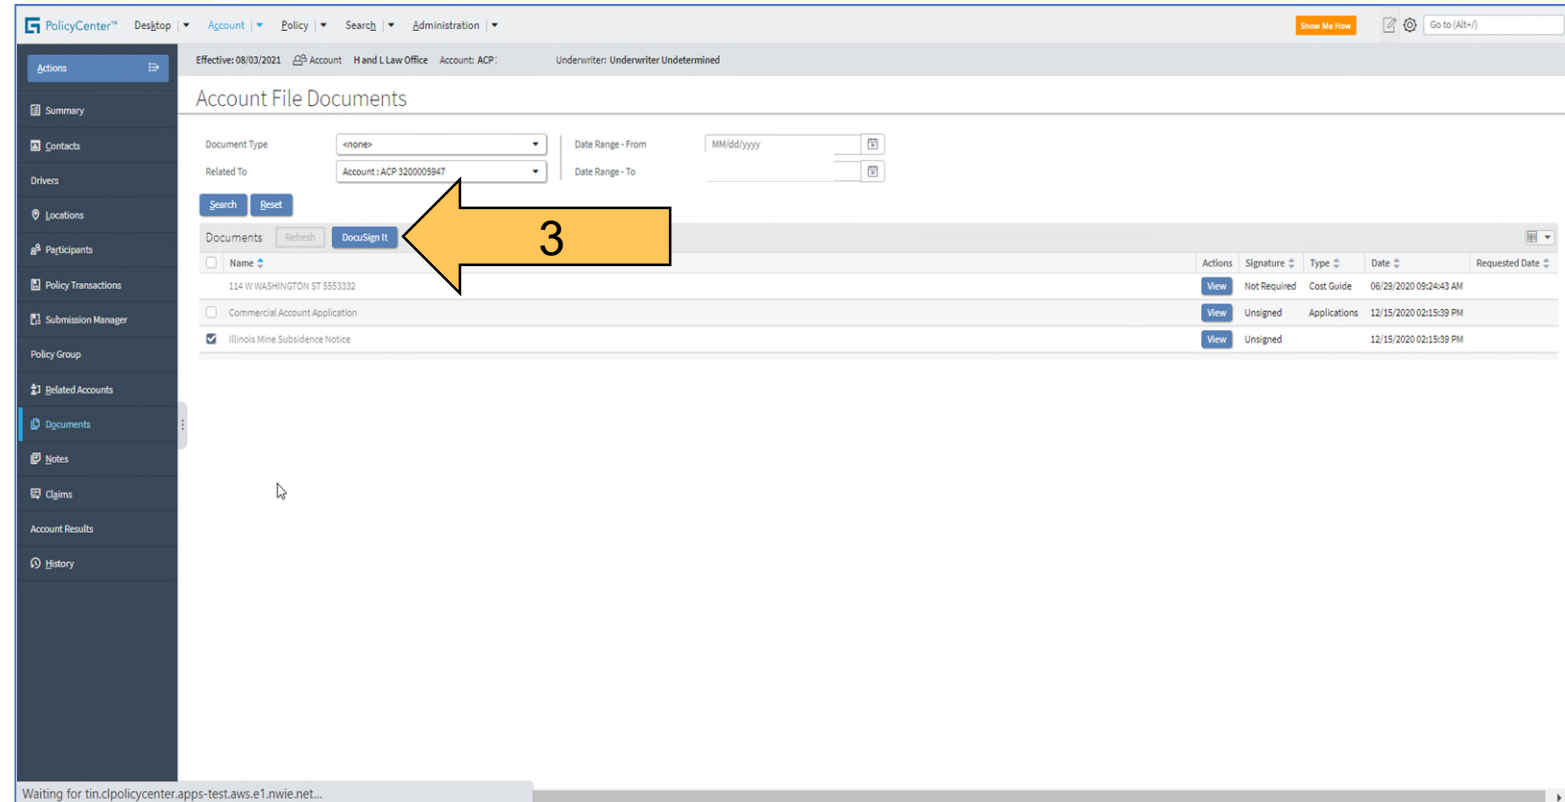 PolicyCenter™ Desktop Account Policy Search Administration Show Me How Go to (Alt+/)
Actions
Effective: 08/03/2021 Account H and L Law Office Account: ACP Underwriter: Underwriter Undetermined
Account File Documents
Summary
Contacts
Drivers
Locations
Participants
Policy Transactions
Submission Manager
Policy Group
Related Accounts
Documents
Notes
Claims
Account Results
History
Document Type <none> Date Range - From MM/dd/yyyy
Related To Account : ACP 3200005947 Date Range - To
Search Reset
Documents Refresh DocuSign It 3
Name Actions Signature Type Date Requested Date
114 W WASHINGTON ST 5553332 View Not Required Cost Guide 06/29/2020 09:24:43 AM
Commercial Account Application View Unsigned Applications 12/15/2020 02:15:39 PM
Illinois Mine Subsidence Notice View Unsigned 12/15/2020 02:15:39 PM
Waiting for tin.clpolicycenter.apps-test.aws.e1.nwie.net...